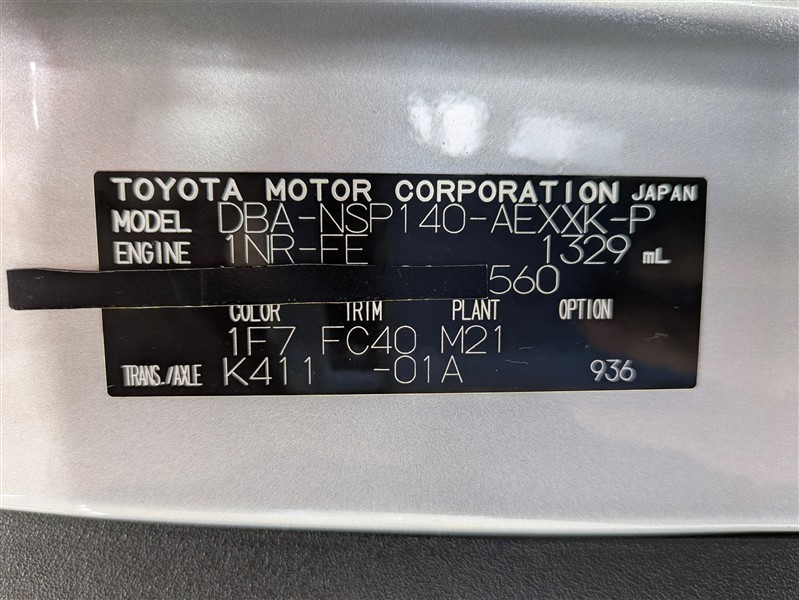 TOYOTA MOTOR CORPORATION JAPAN
MODEL DBA-NSP140-AEXXK-P
ENGINE 1NR-FE 1329 mL
560
COLOR TRIM PLANT OPTION
1F7 FC40 M21
TRANS./AXLE K411 -01A 936